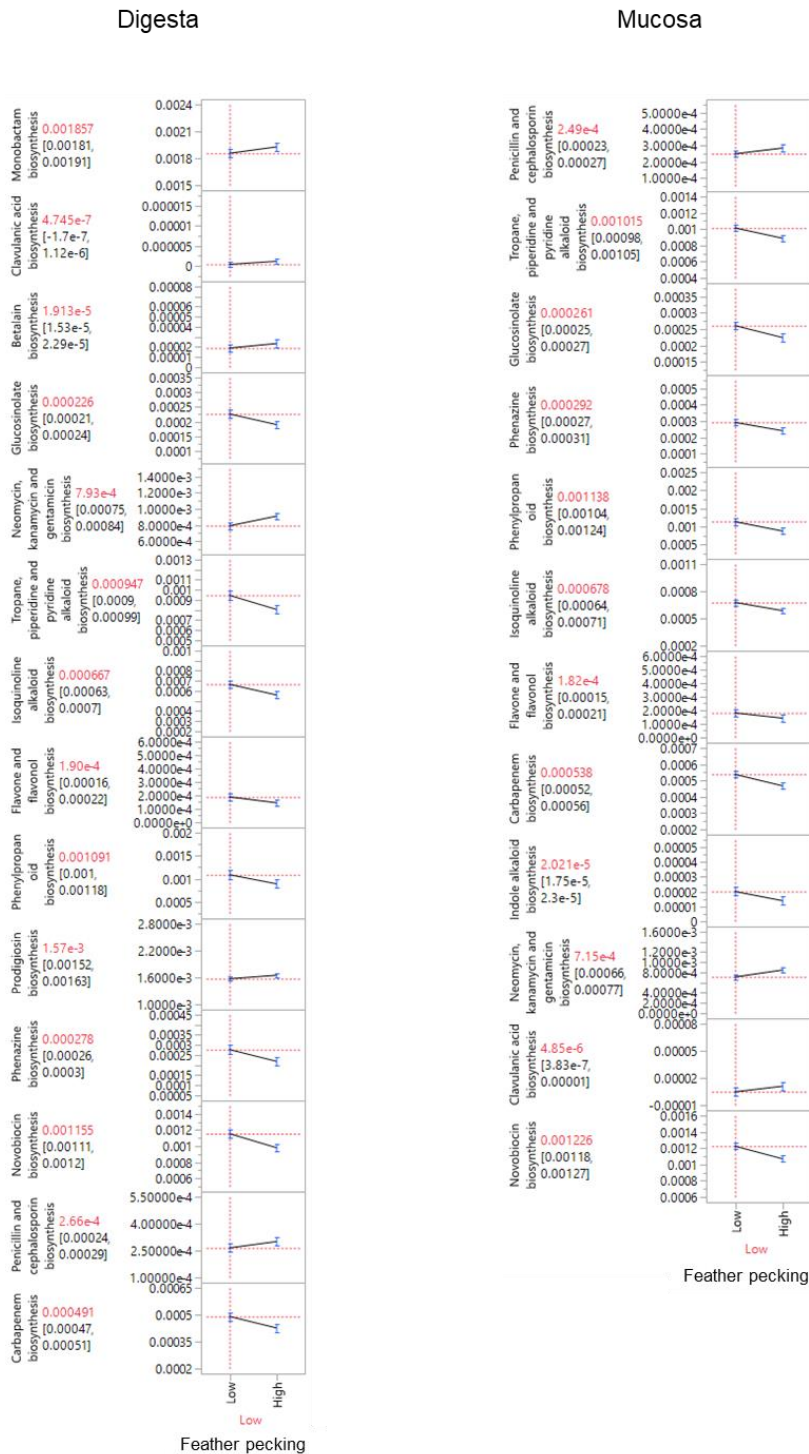 Digesta
Monobactam
biosynthesis
0.001857
[0.00181,
0.00191]
0.0024
0.0021
0.0018
0.0015
Clavulanic acid
biosynthesis
4.745e-7
[-1.7e-7,
1.12e-6]
0.000015
0.000005
0
Betalain
biosynthesis
1.913e-5
[1.53e-5,
2.29e-5]
0.00008
0.00006
0.00005
0.00004
0.00002
0.00001
0
Glucosinolate
biosynthesis
0.000226
[0.00021,
0.00024]
0.00035
0.0003
0.00025
0.0002
0.00015
0.0001
Neomycin,
kanamycin and
gentamicin
biosynthesis
7.93e-4
[0.00075,
0.00084]
1.4000e-3
1.2000e-3
1.0000e-3
8.0000e-4
6.0000e-4
Tropane,
piperidine and
pyridine
alkaloid
biosynthesis
0.000947
[0.0009,
0.00099]
0.0013
0.0011
0.001
0.0009
0.0007
0.0006
0.0005
Isoquinoline
alkaloid
biosynthesis
0.000667
[0.00063,
0.0007]
0.001
0.0008
0.0007
0.0006
0.0004
0.0003
0.0002
Flavone and
flavonol
biosynthesis
1.90e-4
[0.00016,
0.00022]
6.0000e-4
5.0000e-4
4.0000e-4
3.0000e-4
2.0000e-4
1.0000e-4
0.0000e+0
Phenylpropan
oid
biosynthesis
0.001091
[0.001,
0.00118]
0.002
0.0015
0.001
0.0005
Prodigiosin
biosynthesis
1.57e-3
[0.00152,
0.00163]
2.8000e-3
2.2000e-3
1.6000e-3
1.0000e-3
Phenazine
biosynthesis
0.000278
[0.00026,
0.0003]
0.00045
0.00035
0.0003
0.00025
0.00015
0.0001
0.00005
Novobiocin
biosynthesis
0.001155
[0.00111,
0.0012]
0.0014
0.0012
0.001
0.0008
0.0006
Penicillin and
cephalosporin
biosynthesis
2.66e-4
[0.00024,
0.00029]
5.50000e-4
4.00000e-4
2.50000e-4
1.00000e-4
Carbapenem
biosynthesis
0.000491
[0.00047,
0.00051]
0.00065
0.0005
0.00035
0.0002
Low
High
Low
Feather pecking
Mucosa
Penicillin and
cephalosporin
biosynthesis
2.49e-4
[0.00023,
0.00027]
5.0000e-4
4.0000e-4
3.0000e-4
2.0000e-4
1.0000e-4
Tropane,
piperidine and
pyridine
alkaloid
biosynthesis
0.001015
[0.00098,
0.00105]
0.0014
0.0012
0.001
0.0008
0.0006
0.0004
Glucosinolate
biosynthesis
0.000261
[0.00025,
0.00027]
0.00035
0.00025
0.00015
Phenazine
biosynthesis
0.000292
[0.00027,
0.00031]
0.0005
0.0004
0.0003
0.0002
0.0001
Phenylpropan
oid
biosynthesis
0.001138
[0.00104,
0.00124]
0.0025
0.002
0.0015
0.001
0.0005
Isoquinoline
alkaloid
biosynthesis
0.000678
[0.00064,
0.00071]
0.0011
0.0008
0.0005
0.0002
Flavone and
flavonol
biosynthesis
1.82e-4
[0.00015,
0.00021]
6.0000e-4
5.0000e-4
4.0000e-4
3.0000e-4
2.0000e-4
1.0000e-4
0.0000e+0
Carbapenem
biosynthesis
0.000538
[0.00052,
0.00056]
0.0007
0.0006
0.0005
0.0004
0.0003
0.0002
Indole alkaloid
biosynthesis
2.021e-5
[1.75e-5,
2.3e-5]
0.00005
0.00004
0.00003
0.00002
0.00001
0
Neomycin,
kanamycin and
gentamicin
biosynthesis
7.15e-4
[0.00066,
0.00077]
1.6000e-3
1.2000e-3
1.0000e-3
8.0000e-4
4.0000e-4
2.0000e-4
0.0000e+0
Clavulanic acid
biosynthesis
4.85e-6
[3.83e-7,
0.00001]
0.00008
0.00005
0.00002
-0.00001
Novobiocin
biosynthesis
0.001226
[0.00118,
0.00127]
0.0016
0.0014
0.0012
0.001
0.0008
0.0006
Low
High
Low
Feather pecking